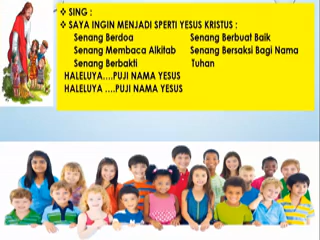 ❖ SING :
❖ SAYA INGIN MENJADI SPERTI YESUS KRISTUS :
Senang Berdoa Senang Berbuat Baik
Senang Membaca Alkitab Senang Bersaksi Bagi Nama
Senang Berbakti Tuhan
HALELUYA....PUJI NAMA YESUS
HALELUYA ....PUJI NAMA YESUS